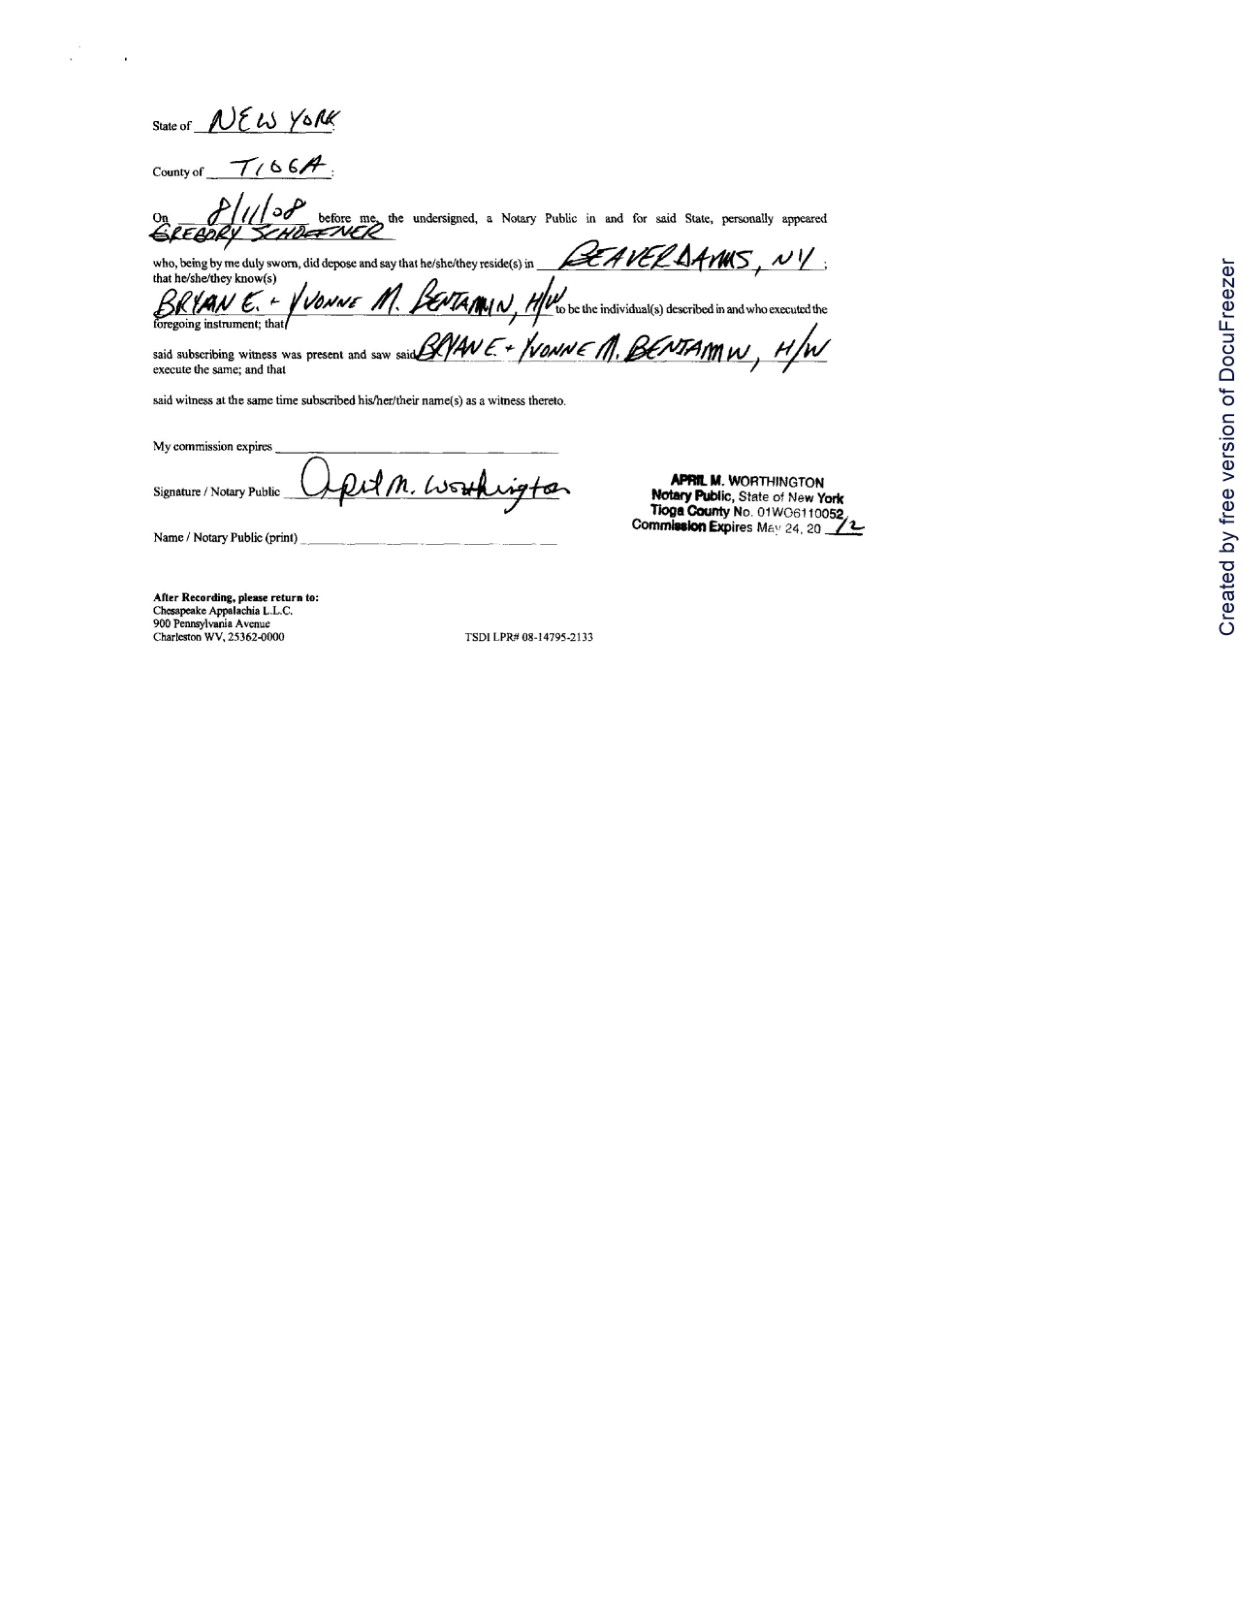 State of NEW YORK
County of TIOGA :
On 8/11/08 before me, the undersigned, a Notary Public in and for said State, personally appeared
GREGORY SCHOEFNER
who, being by me duly sworn, did depose and say that he/she/they reside(s) in BEAVER DAMS, NY ;
that he/she/they know(s)
BRYAN E. + YVONNE M. BENJAMIN, H/W to be the individual(s) described in and who executed the
foregoing instrument; that
said subscribing witness was present and saw said BRYAN E. + YVONNE M. BENJAMIN, H/W
execute the same; and that
said witness at the same time subscribed his/her/their name(s) as a witness thereto.
My commission expires
Signature / Notary Public April M. Worthington
Name / Notary Public (print)
APRIL M. WORTHINGTON
Notary Public, State of New York
Tioga County No. 01WO6110052
Commission Expires May 24, 20 12
After Recording, please return to:
Chesapeake Appalachia L.L.C.
900 Pennsylvania Avenue
Charleston WV, 25362-0000
TSDI LPR# 08-14795-2133
Created by free version of DocuFreezer